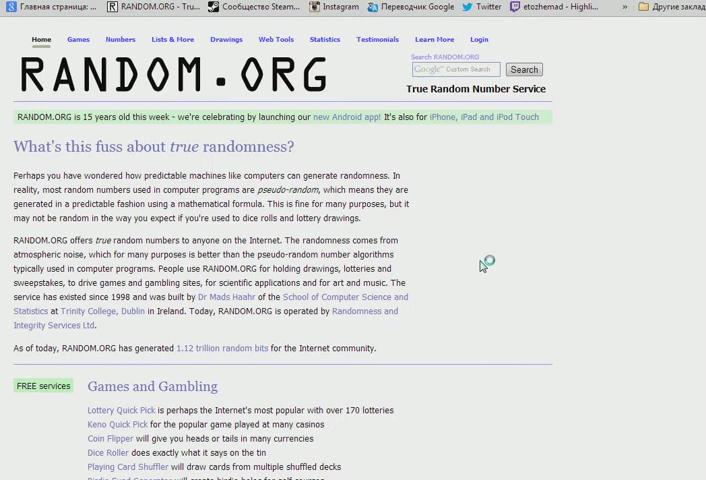 Главная страница: ... RANDOM.ORG - Tru... Сообщество Steam... Instagram Переводчик Google Twitter etozhemad - Highli... » Другие заклад
Home Games Numbers Lists & More Drawings Web Tools Statistics Testimonials Learn More Login
Search RANDOM.ORG
RANDOM.ORG
Google™ Custom Search Search
True Random Number Service
RANDOM.ORG is 15 years old this week - we're celebrating by launching our new Android app! It's also for iPhone, iPad and iPod Touch
What's this fuss about true randomness?
Perhaps you have wondered how predictable machines like computers can generate randomness. In
reality, most random numbers used in computer programs are pseudo-random, which means they are
generated in a predictable fashion using a mathematical formula. This is fine for many purposes, but it
may not be random in the way you expect if you're used to dice rolls and lottery drawings.
RANDOM.ORG offers true random numbers to anyone on the Internet. The randomness comes from
atmospheric noise, which for many purposes is better than the pseudo-random number algorithms
typically used in computer programs. People use RANDOM.ORG for holding drawings, lotteries and
sweepstakes, to drive games and gambling sites, for scientific applications and for art and music. The
service has existed since 1998 and was built by Dr Mads Haahr of the School of Computer Science and
Statistics at Trinity College, Dublin in Ireland. Today, RANDOM.ORG is operated by Randomness and
Integrity Services Ltd.
As of today, RANDOM.ORG has generated 1.12 trillion random bits for the Internet community.
FREE services Games and Gambling
Lottery Quick Pick is perhaps the Internet's most popular with over 170 lotteries
Keno Quick Pick for the popular game played at many casinos
Coin Flipper will give you heads or tails in many currencies
Dice Roller does exactly what it says on the tin
Playing Card Shuffler will draw cards from multiple shuffled decks